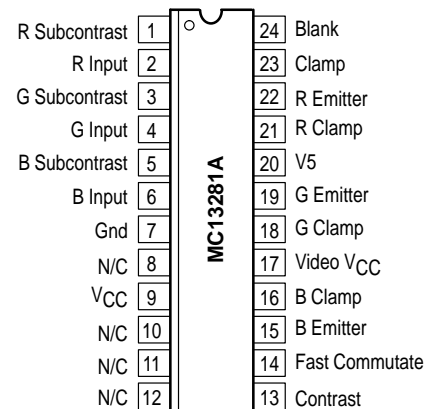 R Subcontrast 1
R Input 2
G Subcontrast 3
G Input 4
B Subcontrast 5
B Input 6
Gnd 7
N/C 8
VCC 9
N/C 10
N/C 11
N/C 12
MC13281A
24 Blank
23 Clamp
22 R Emitter
21 R Clamp
20 V5
19 G Emitter
18 G Clamp
17 Video VCC
16 B Clamp
15 B Emitter
14 Fast Commutate
13 Contrast